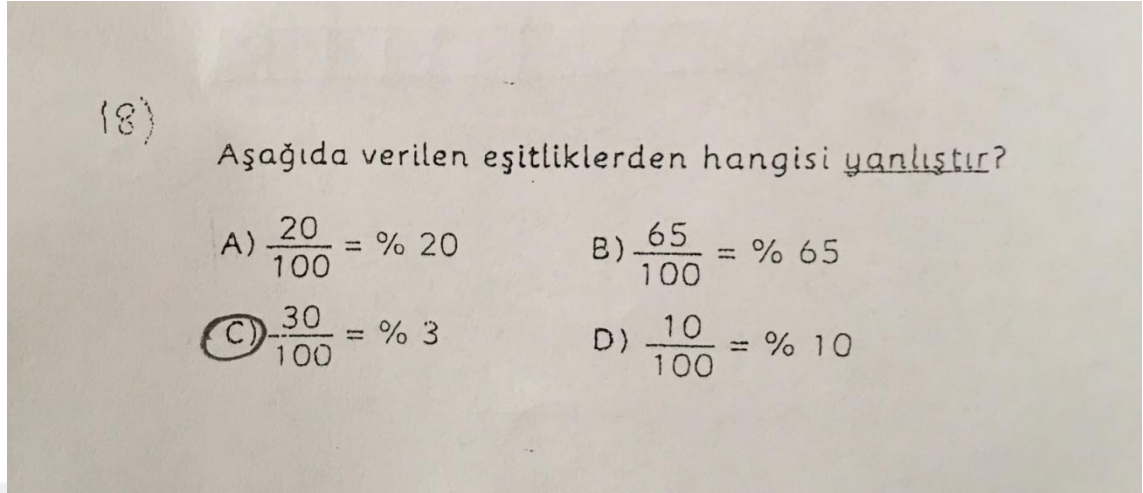 18)
Aşağıda verilen eşitliklerden hangisi yanlıştır?
A) 20/100 = % 20 B) 65/100 = % 65
C) 30/100 = % 3 D) 10/100 = % 10